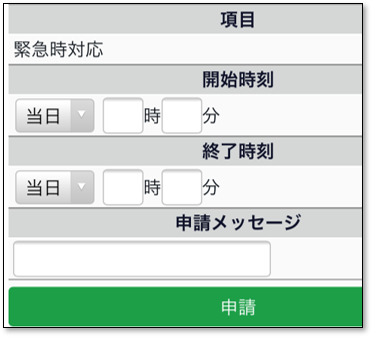 項目
緊急時対応
開始時刻
当日 時 分
終了時刻
当日 時 分
申請メッセージ
申請